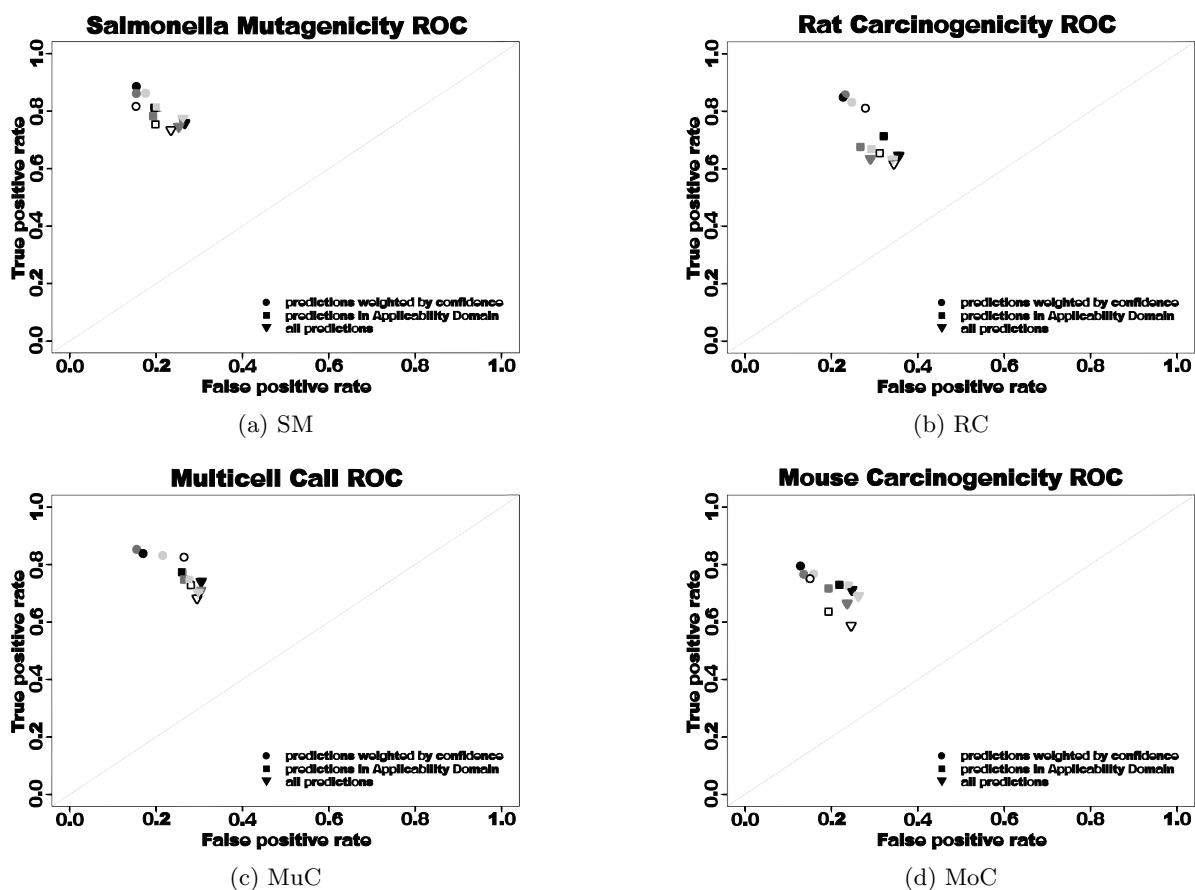 Salmonella Mutagenicity ROC
True positive rate
1.0
0.8
0.6
0.4
0.2
0.0
predictions weighted by confidence
predictions in Applicability Domain
all predictions
0.0 0.2 0.4 0.6 0.8 1.0
False positive rate
(a) SM
Rat Carcinogenicity ROC
True positive rate
1.0
0.8
0.6
0.4
0.2
0.0
predictions weighted by confidence
predictions in Applicability Domain
all predictions
0.0 0.2 0.4 0.6 0.8 1.0
False positive rate
(b) RC
Multicell Call ROC
True positive rate
1.0
0.8
0.6
0.4
0.2
0.0
predictions weighted by confidence
predictions in Applicability Domain
all predictions
0.0 0.2 0.4 0.6 0.8 1.0
False positive rate
(c) MuC
Mouse Carcinogenicity ROC
True positive rate
1.0
0.8
0.6
0.4
0.2
0.0
predictions weighted by confidence
predictions in Applicability Domain
all predictions
0.0 0.2 0.4 0.6 0.8 1.0
False positive rate
(d) MoC